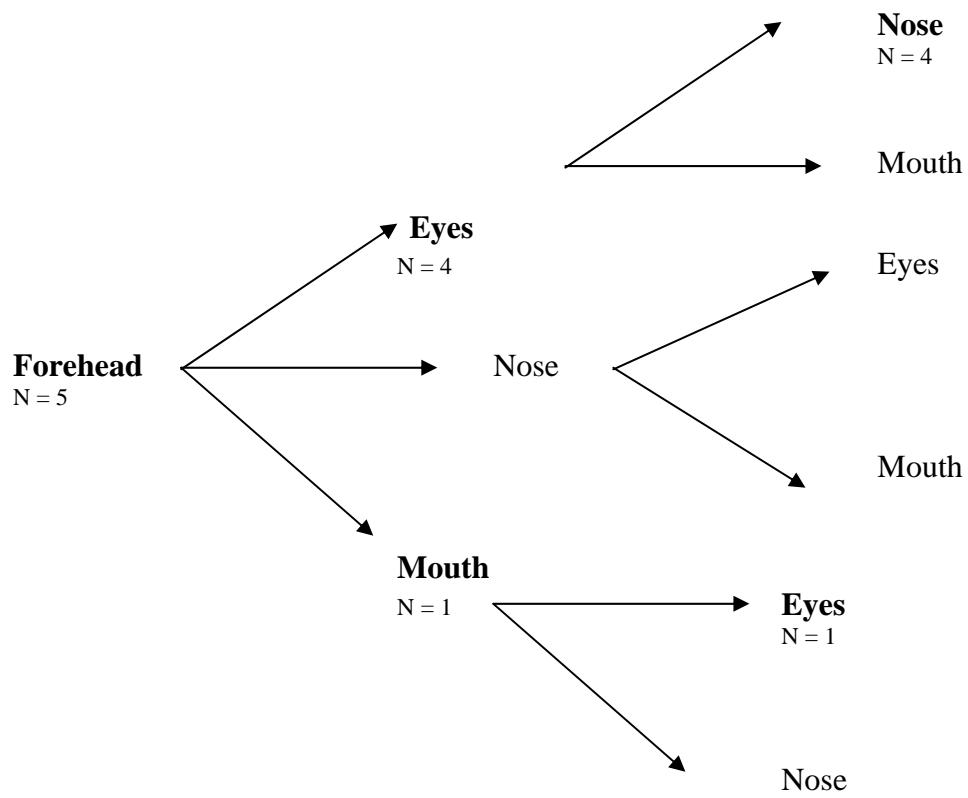 Nose
N = 4
Mouth
Eyes
N = 4
Eyes
Forehead
N = 5
Nose
Mouth
Mouth
N = 1
Eyes
N = 1
Nose